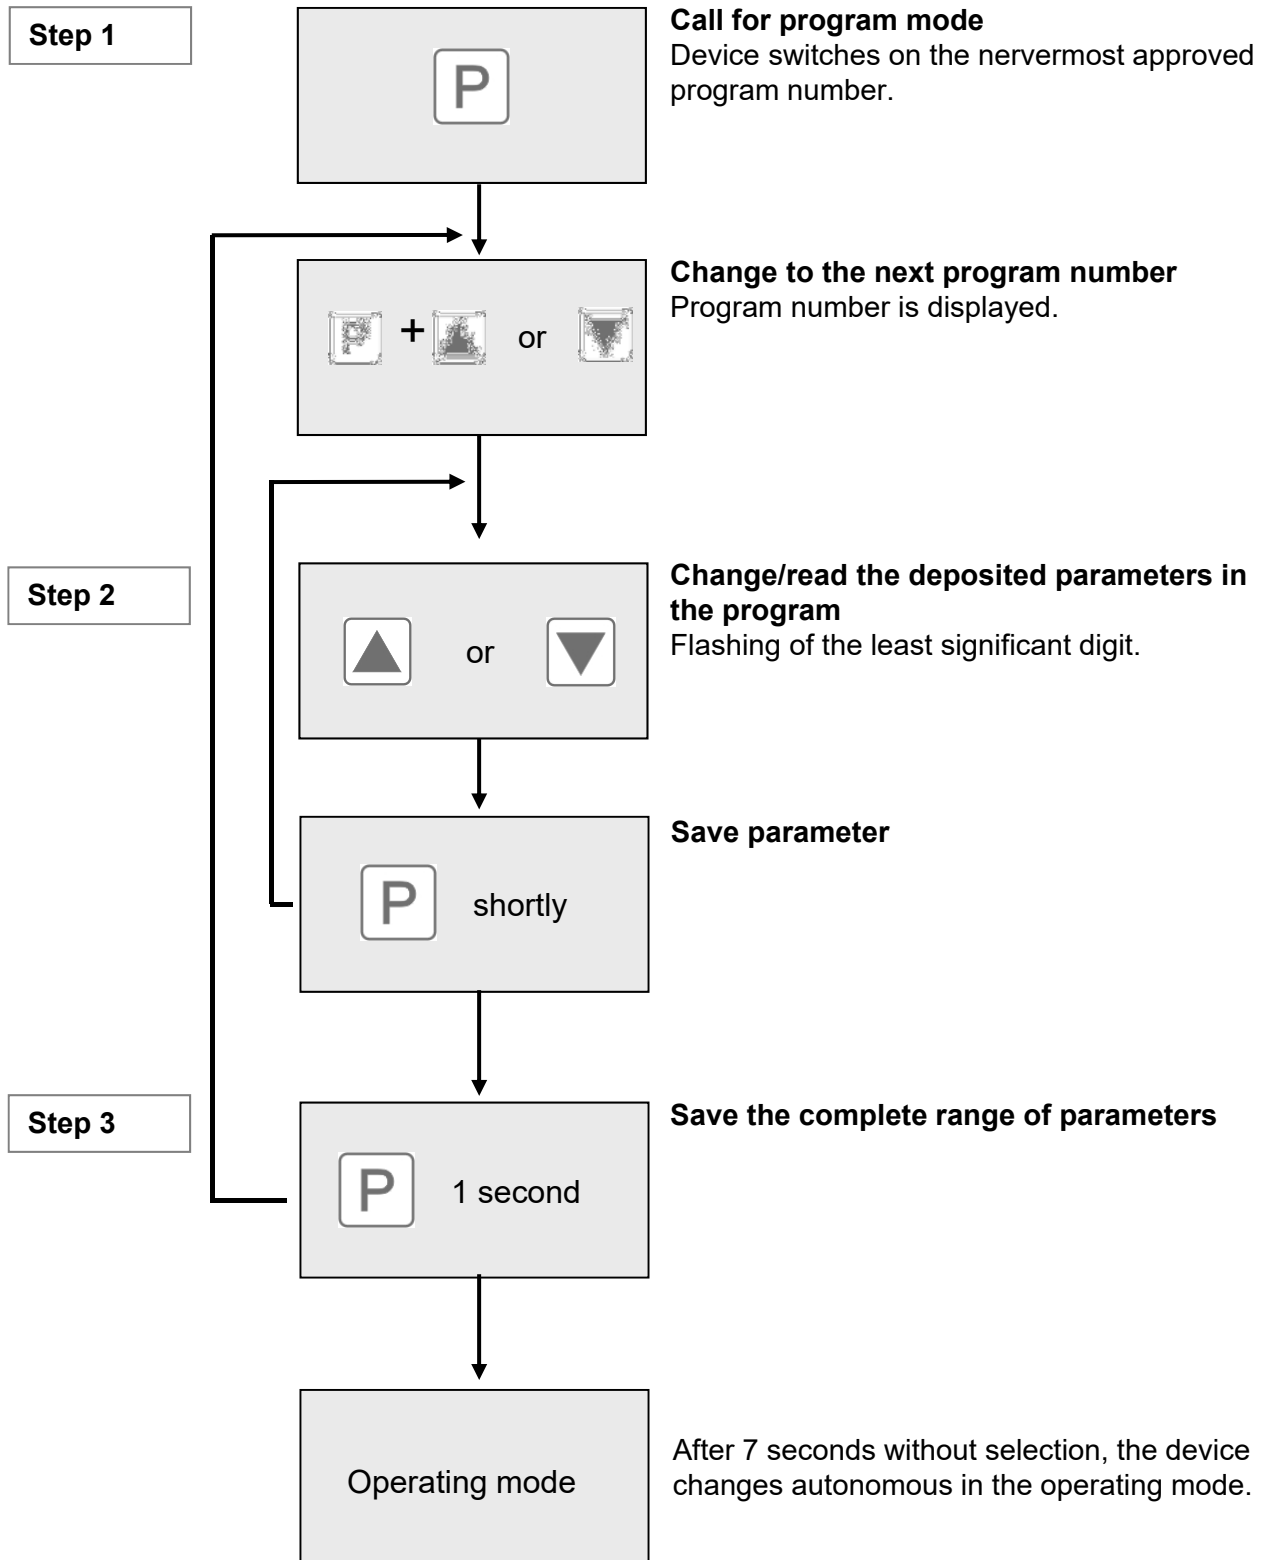 Step 1
P
Call for program mode
Device switches on the nervermost approved
program number.
P + or
Change to the next program number
Program number is displayed.
Step 2
or
Change/read the deposited parameters in
the program
Flashing of the least significant digit.
P shortly
Save parameter
Step 3
P 1 second
Save the complete range of parameters
Operating mode
After 7 seconds without selection, the device
changes autonomous in the operating mode.